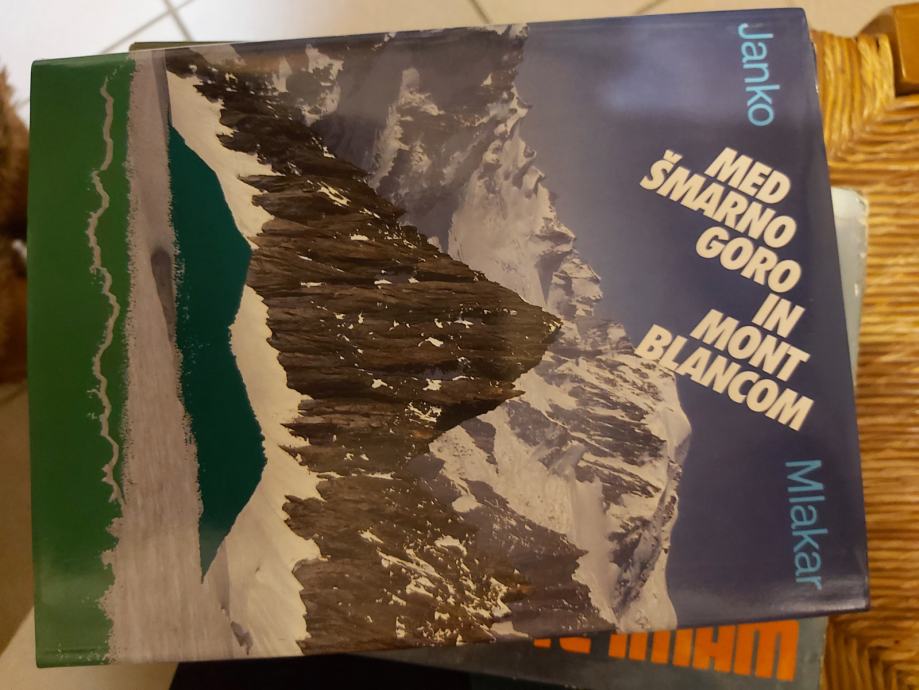 Janko
MED
ŠMARNO
GORO
IN
MONT
BLANCOM
Mlakar